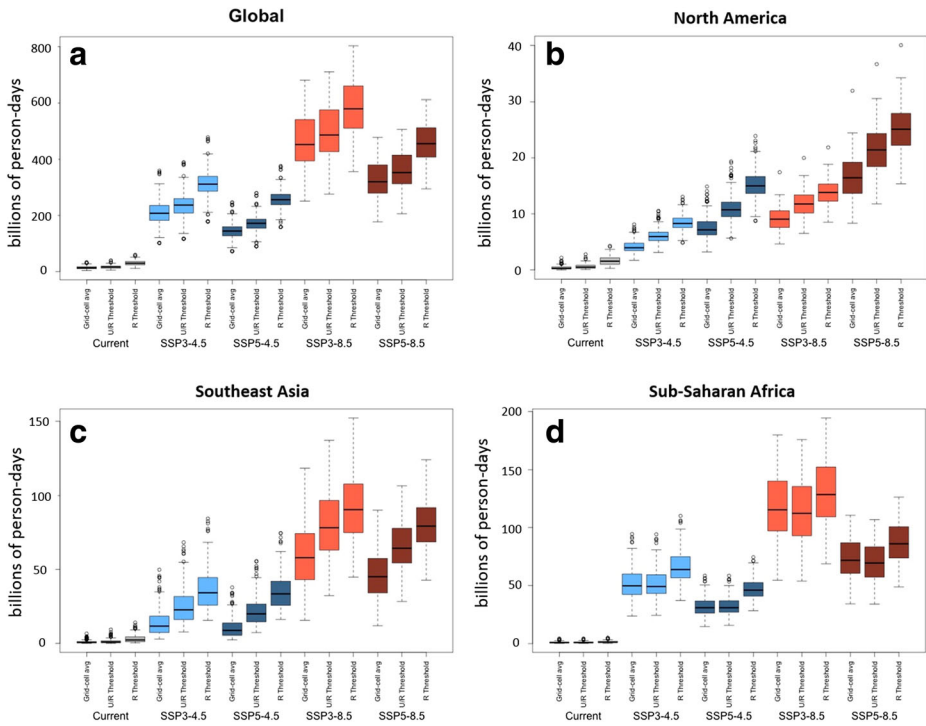 Global
a
billions of person-days
800
600
400
200
0
Grid-cell avg
U/R Threshold
R Threshold
Grid-cell avg
U/R Threshold
R Threshold
Grid-cell avg
U/R Threshold
R Threshold
Grid-cell avg
U/R Threshold
R Threshold
Grid-cell avg
U/R Threshold
R Threshold
Current SSP3-4.5 SSP5-4.5 SSP3-8.5 SSP5-8.5
North America
b
billions of person-days
40
30
20
10
0
Grid-cell avg
U/R Threshold
R Threshold
Grid-cell avg
U/R Threshold
R Threshold
Grid-cell avg
U/R Threshold
R Threshold
Grid-cell avg
U/R Threshold
R Threshold
Grid-cell avg
U/R Threshold
R Threshold
Current SSP3-4.5 SSP5-4.5 SSP3-8.5 SSP5-8.5
Southeast Asia
c
billions of person-days
150
100
50
0
Grid-cell avg
U/R Threshold
R Threshold
Grid-cell avg
U/R Threshold
R Threshold
Grid-cell avg
U/R Threshold
R Threshold
Grid-cell avg
U/R Threshold
R Threshold
Grid-cell avg
U/R Threshold
R Threshold
Current SSP3-4.5 SSP5-4.5 SSP3-8.5 SSP5-8.5
Sub-Saharan Africa
d
billions of person-days
200
150
100
50
0
Grid-cell avg
U/R Threshold
R Threshold
Grid-cell avg
U/R Threshold
R Threshold
Grid-cell avg
U/R Threshold
R Threshold
Grid-cell avg
U/R Threshold
R Threshold
Grid-cell avg
U/R Threshold
R Threshold
Current SSP3-4.5 SSP5-4.5 SSP3-8.5 SSP5-8.5